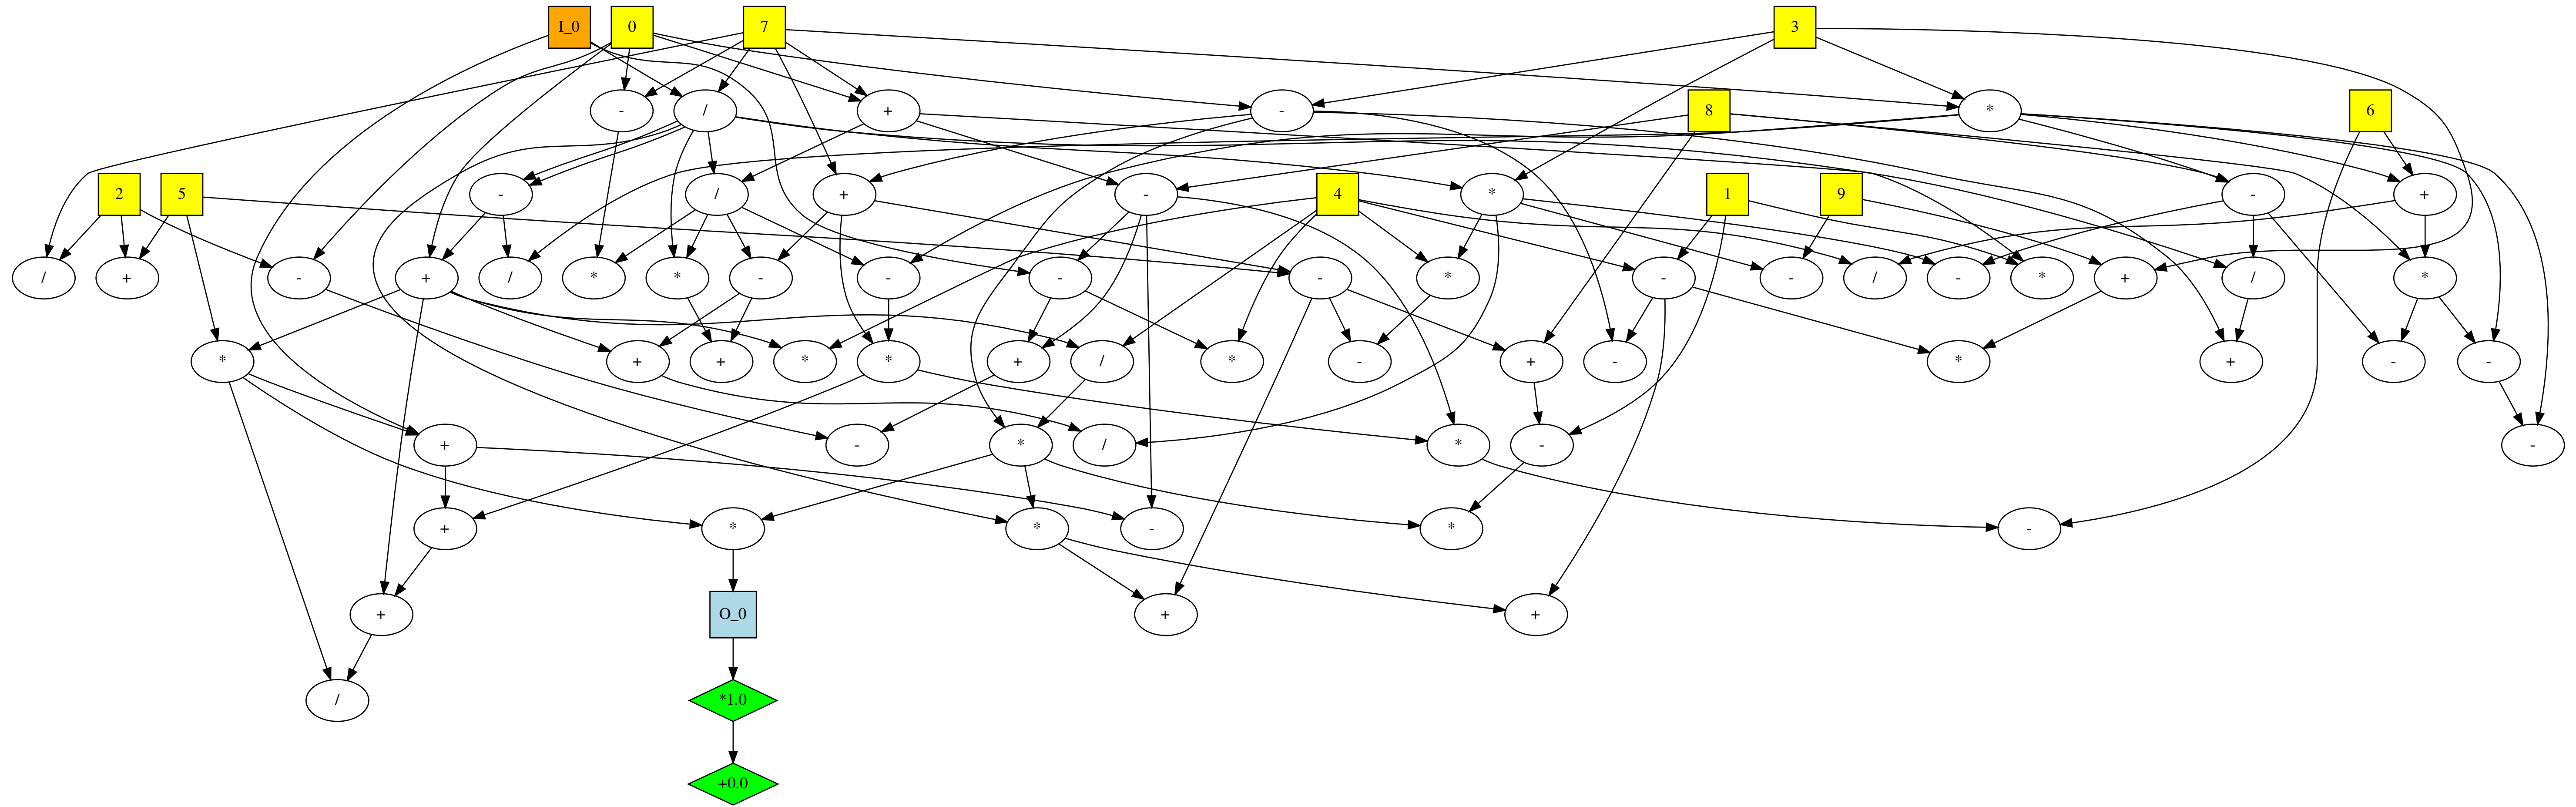 I_0 0 7 3
- / + - 8 * 6
2 5 - / + - 4 * 1 9 - +
/ + - + / * * - - - - * - / - * + / *
* + + * * + / * - + - * + - -
+ - / * * - -
+ * * - * -
+ O_0 + +
/ *1.0
+0.0